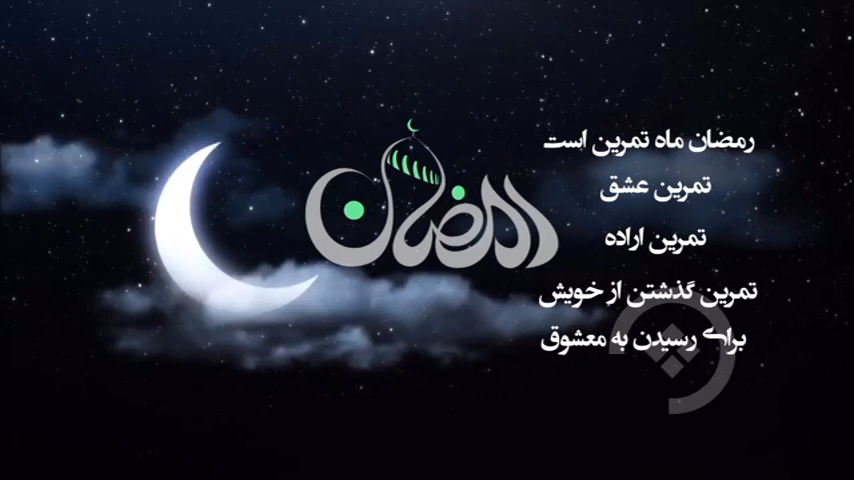 رمضان ماه تمرین است
تمرین عشق
تمرین اراده
تمرین گذشتن از خویش
برای رسیدن به معشوق
رمضان